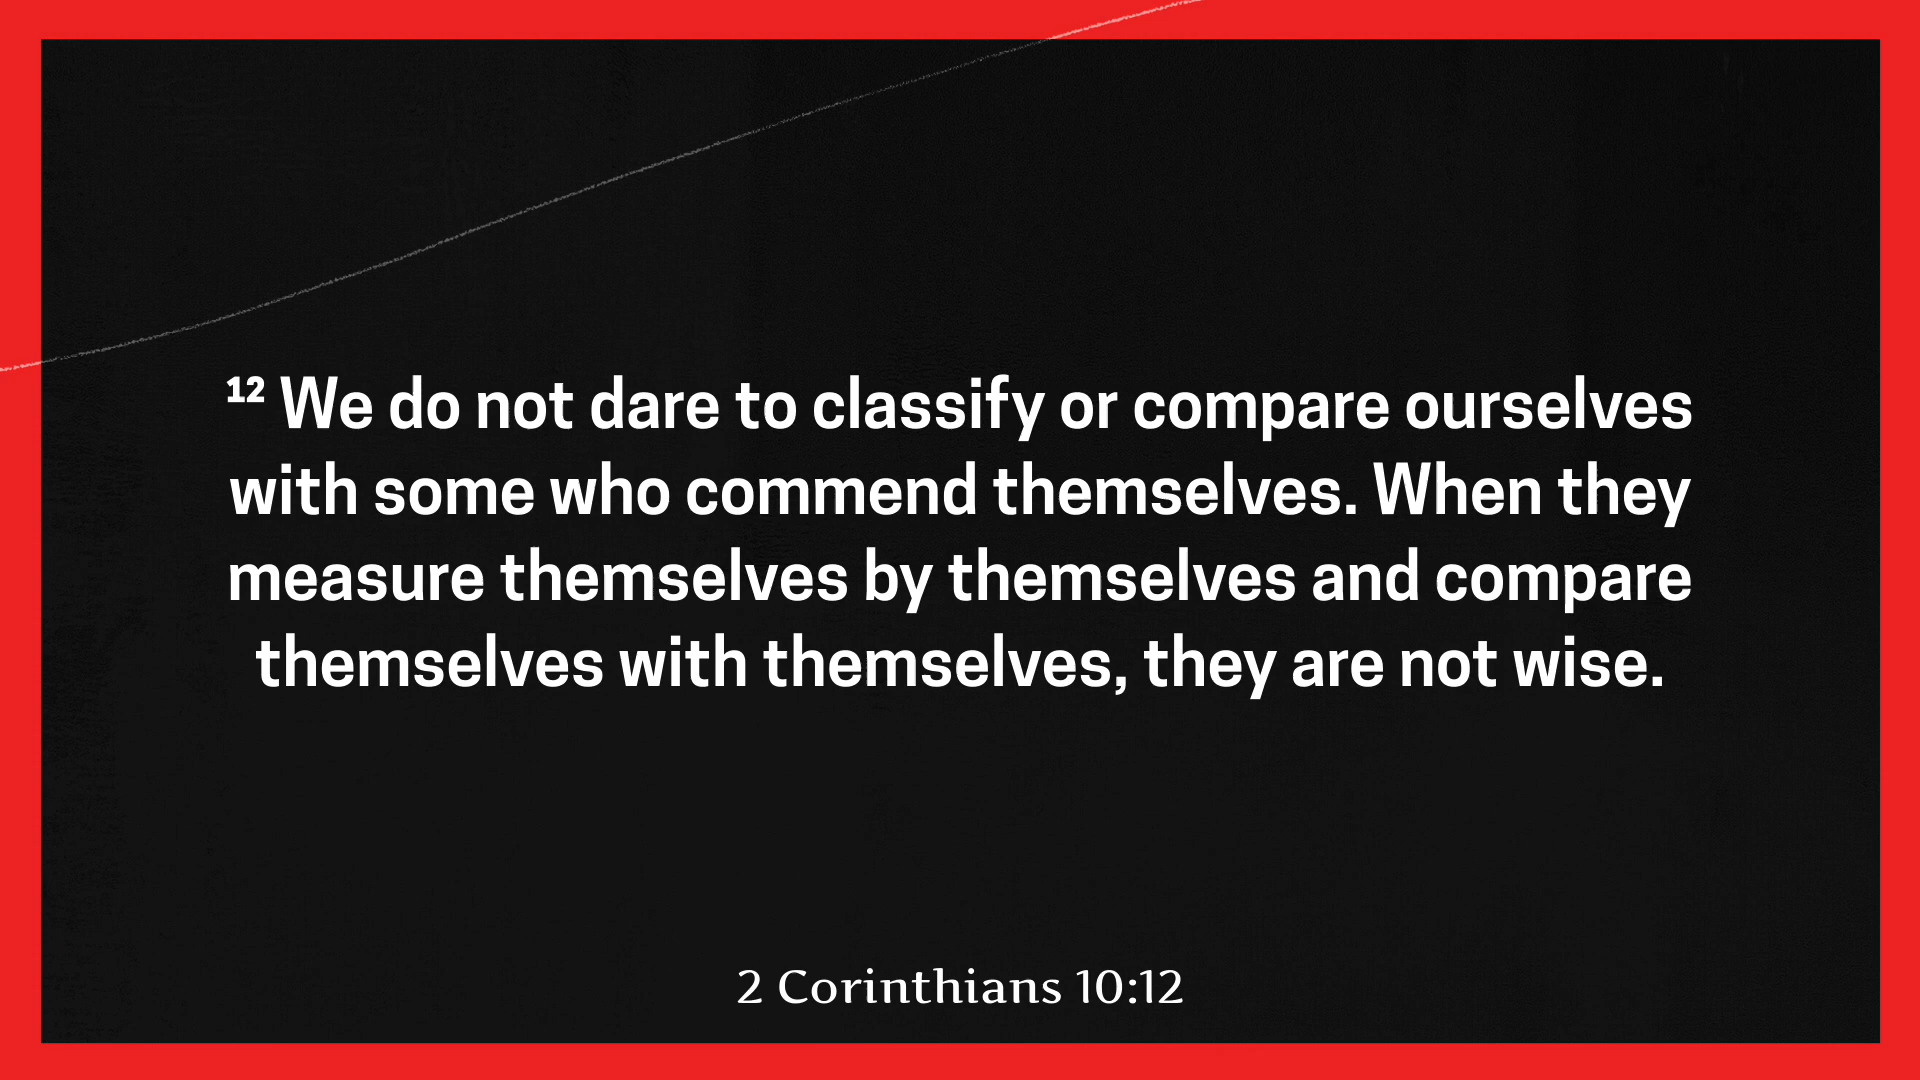 ¹² We do not dare to classify or compare ourselves
with some who commend themselves. When they
measure themselves by themselves and compare
themselves with themselves, they are not wise.
2 Corinthians 10:12